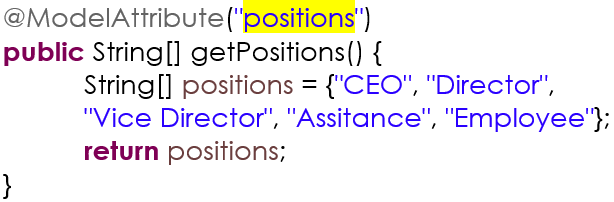 @ModelAttribute("positions")
public String[] getPositions() {
String[] positions = {"CEO", "Director",
"Vice Director", "Assitance", "Employee"};
return positions;
}